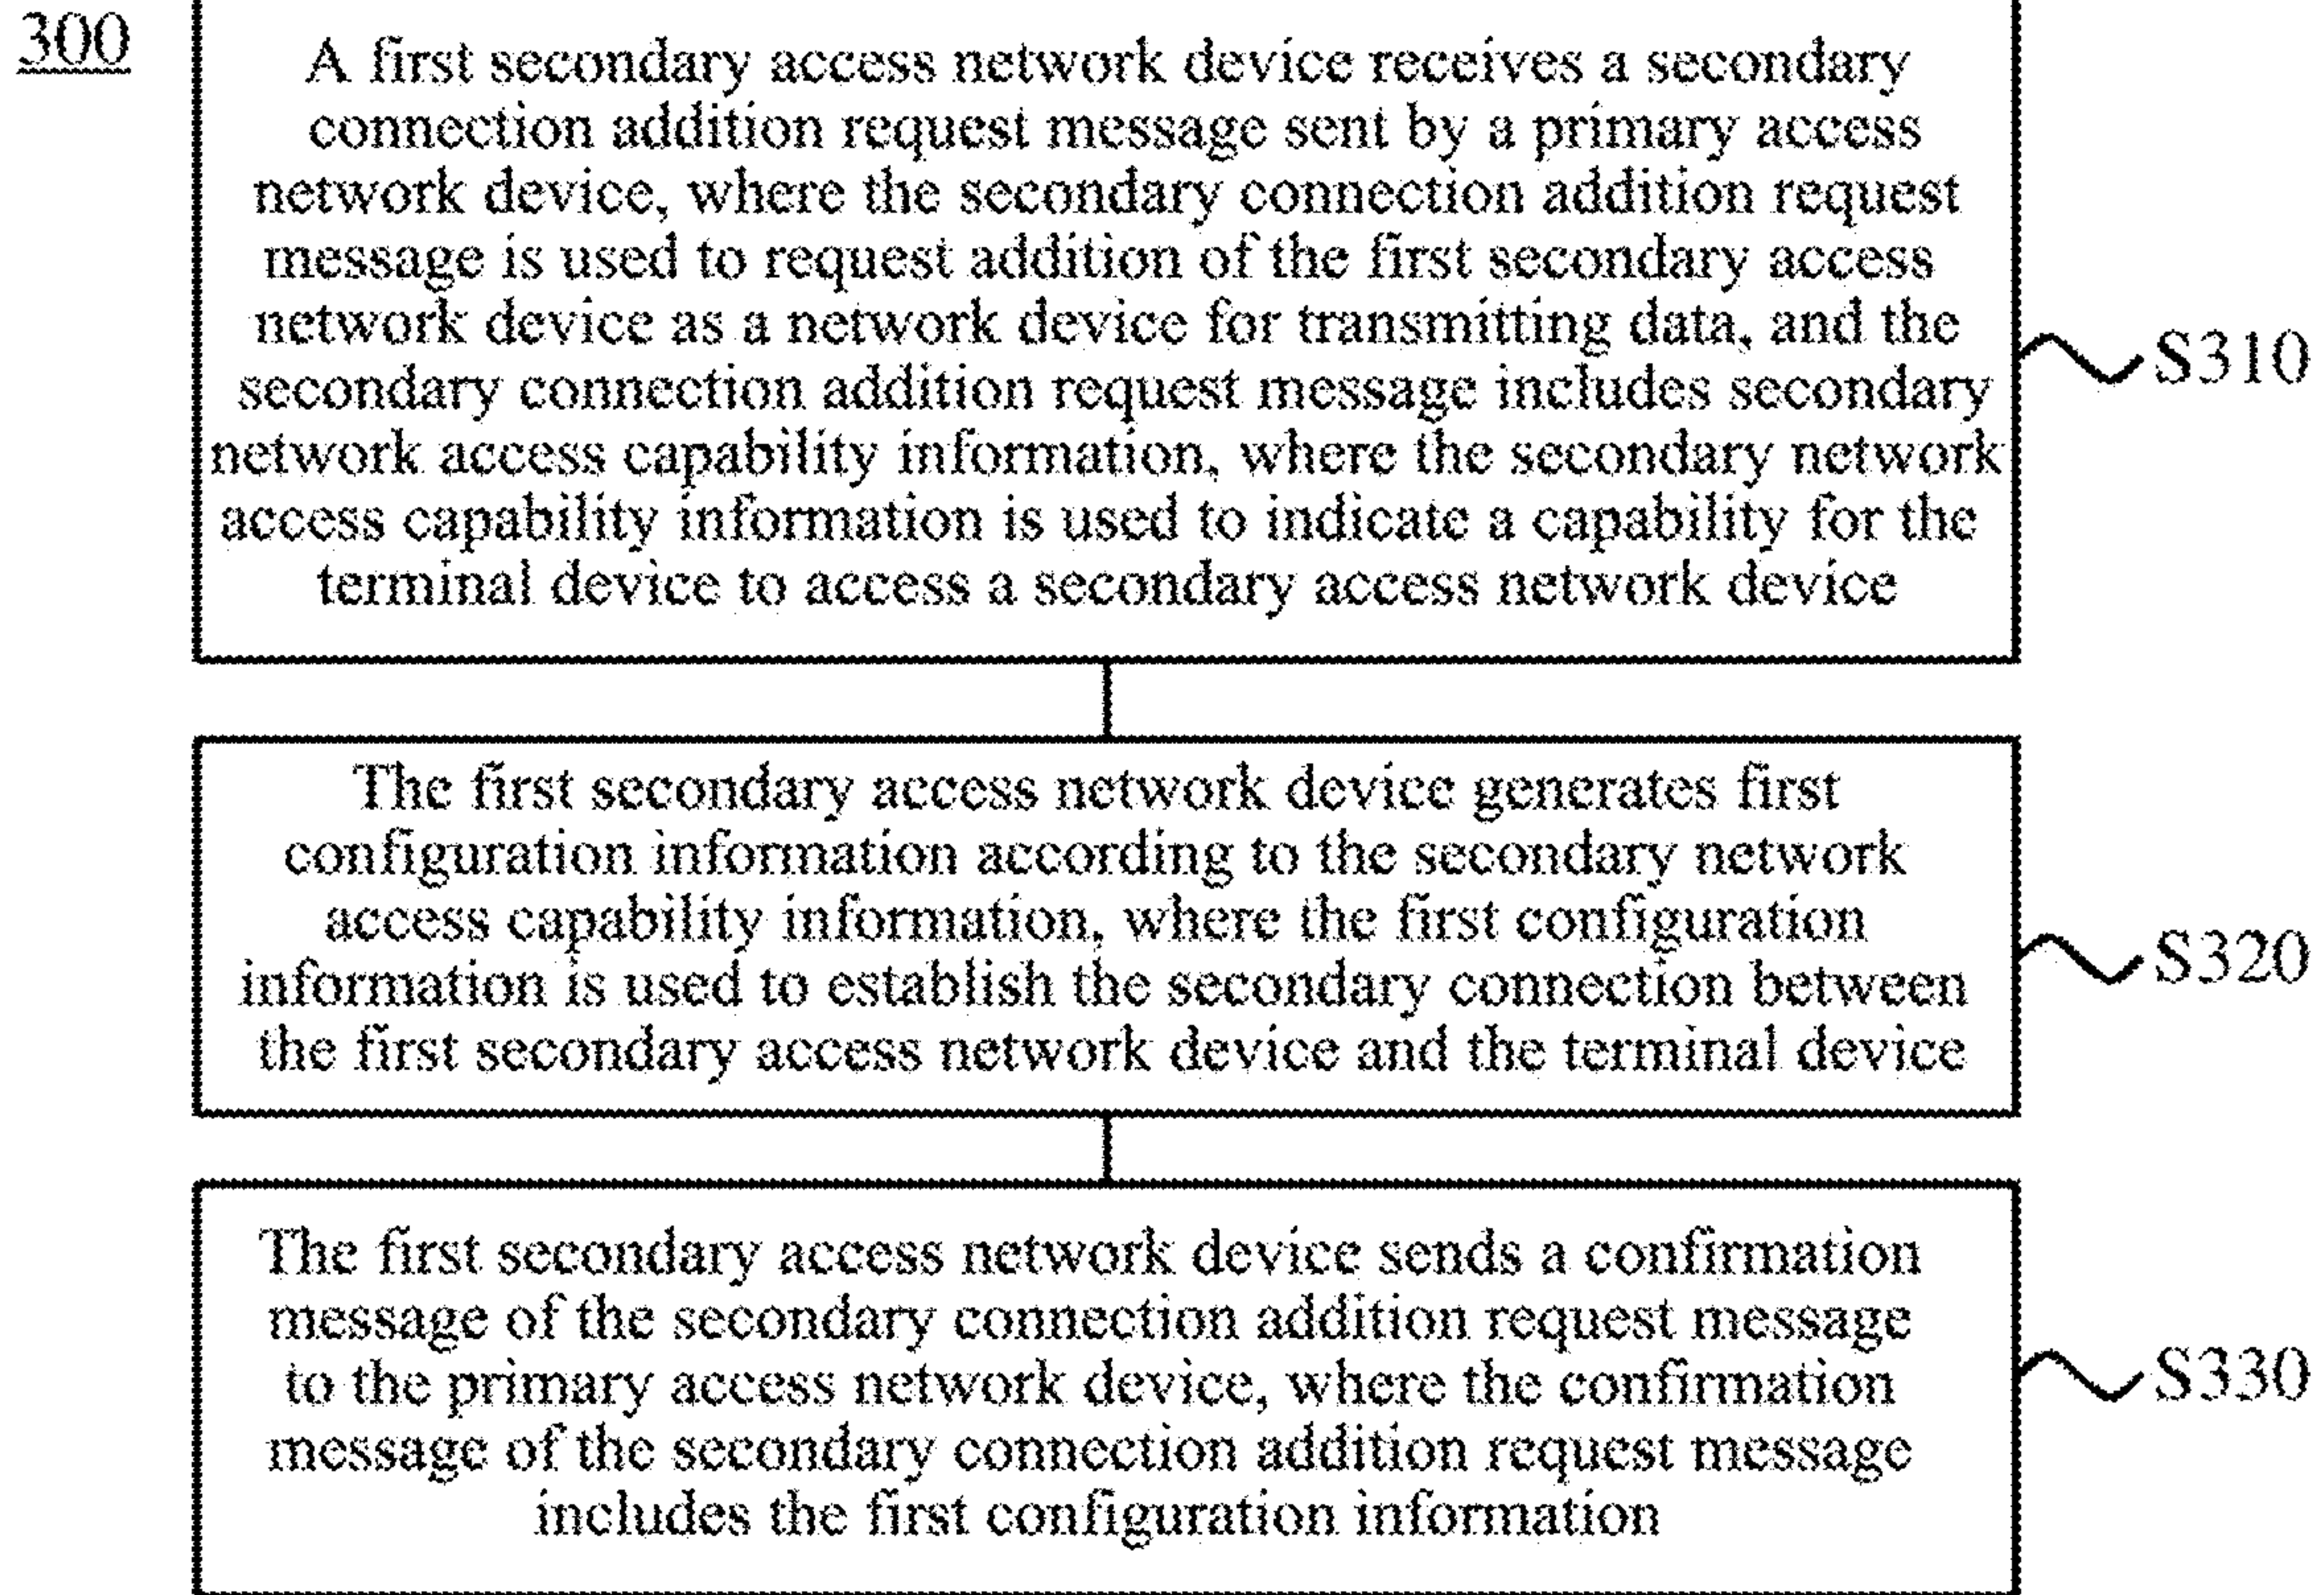 300
A first secondary access network device receives a secondary
connection addition request message sent by a primary access
network device, where the secondary connection addition request
message is used to request addition of the first secondary access
network device as a network device for transmitting data, and the
secondary connection addition request message includes secondary
network access capability information, where the secondary network
access capability information is used to indicate a capability for the
terminal device to access a secondary access network device
S310
The first secondary access network device generates first
configuration information according to the secondary network
access capability information, where the first configuration
information is used to establish the secondary connection between
the first secondary access network device and the terminal device
S320
The first secondary access network device sends a confirmation
message of the secondary connection addition request message
to the primary access network device, where the confirmation
message of the secondary connection addition request message
includes the first configuration information
S330